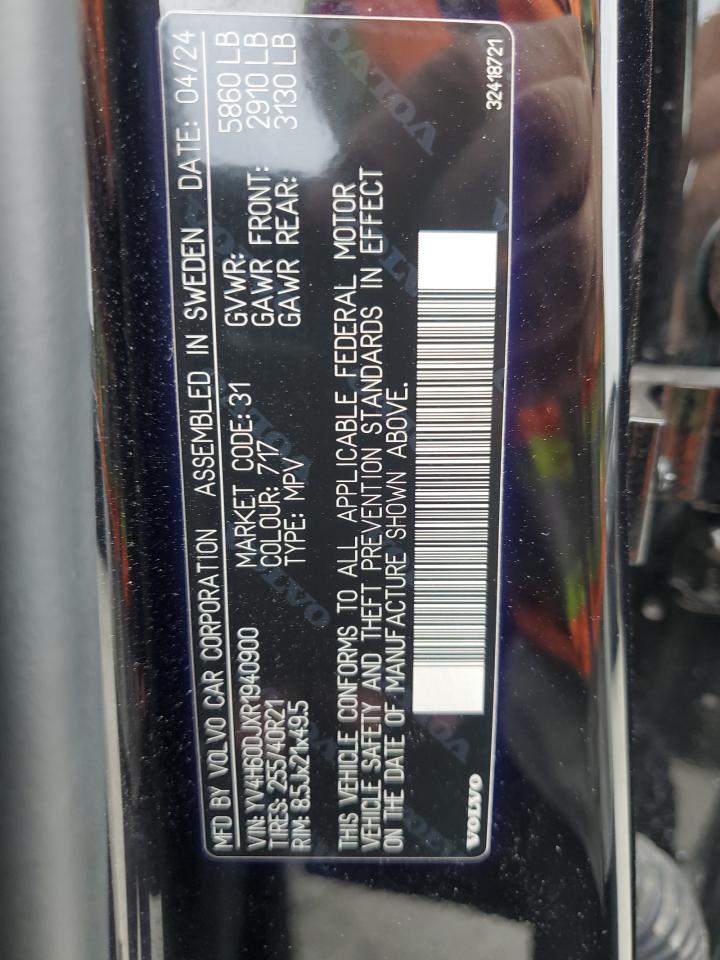 MFD BY VOLVO CAR CORPORATION ASSEMBLED IN SWEDEN DATE: 04/24
VIN: YV4H60DJXR1940900
TIRES: 255/40R21
RIM: 8.5Jx21x49.5
MARKET CODE: 31
COLOUR: 717
TYPE: MPV
GVWR: 5860 LB
GAWR FRONT: 2910 LB
GAWR REAR: 3130 LB
THIS VEHICLE CONFORMS TO ALL APPLICABLE FEDERAL MOTOR
VEHICLE SAFETY AND THEFT PREVENTION STANDARDS IN EFFECT
ON THE DATE OF MANUFACTURE SHOWN ABOVE.
VOLVO
32418721